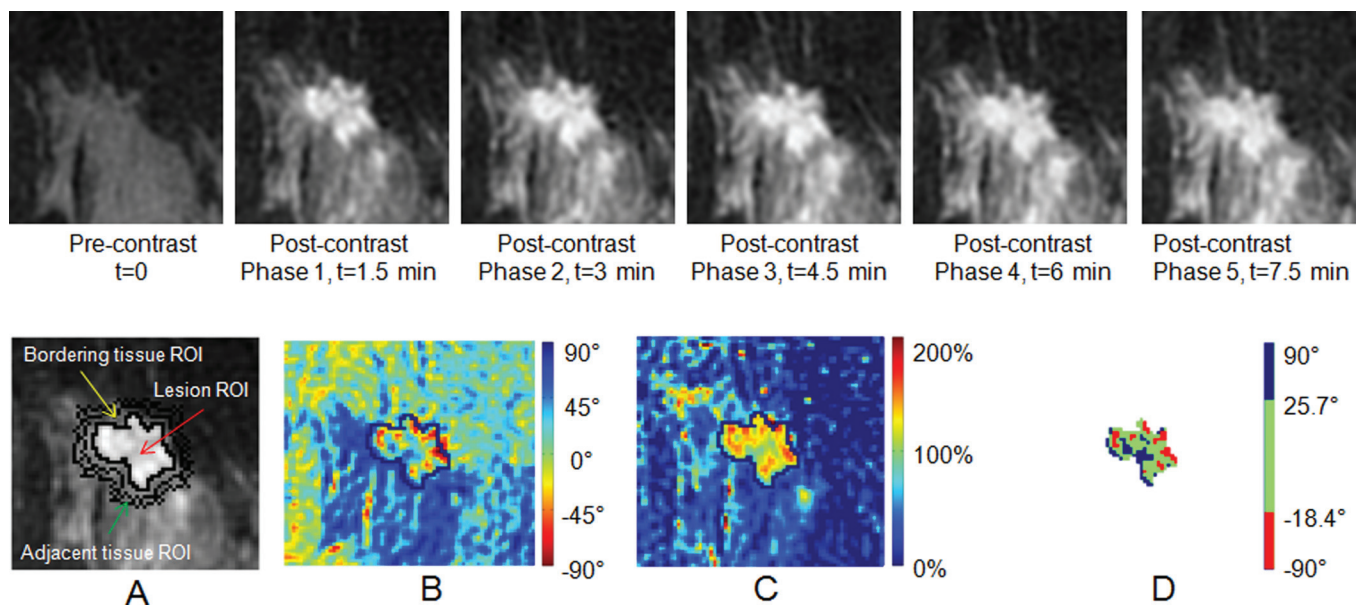 Pre-contrast
t=0
Post-contrast
Phase 1, t=1.5 min
Post-contrast
Phase 2, t=3 min
Post-contrast
Phase 3, t=4.5 min
Post-contrast
Phase 4, t=6 min
Post-contrast
Phase 5, t=7.5 min
Bordering tissue ROI
Lesion ROI
Adjacent tissue ROI
A
90°
45°
0°
-45°
-90°
B
200%
100%
0%
C
90°
25.7°
-18.4°
-90°
D